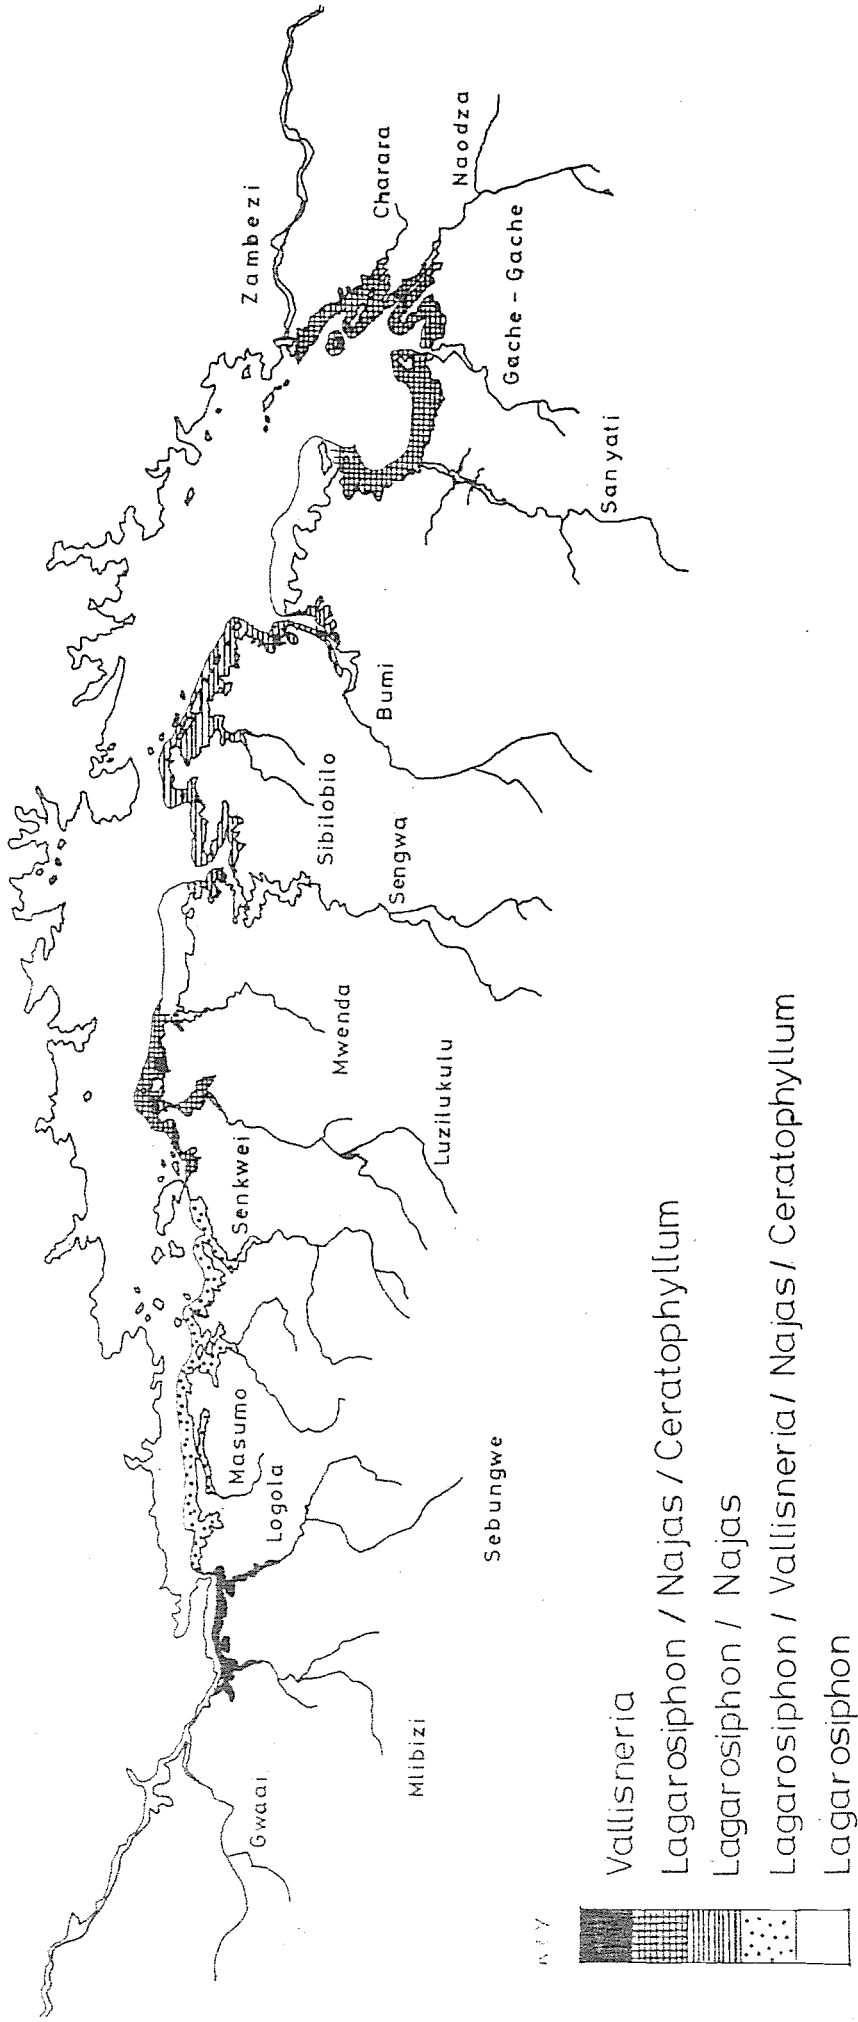 Zambezi
Charara
Naodza
Gache-Gache
Sanyati
Bumi
Sibilobilo
Sengwa
Mwenda
Luzilukulu
Senkwei
Masumo
Logola
Sebungwe
Mlibizi
Gwaai
KEY
Vallisneria
Lagarosiphon / Najas / Ceratophyllum
Lagarosiphon / Najas
Lagarosiphon / Vallisneria / Najas / Ceratophyllum
Lagarosiphon